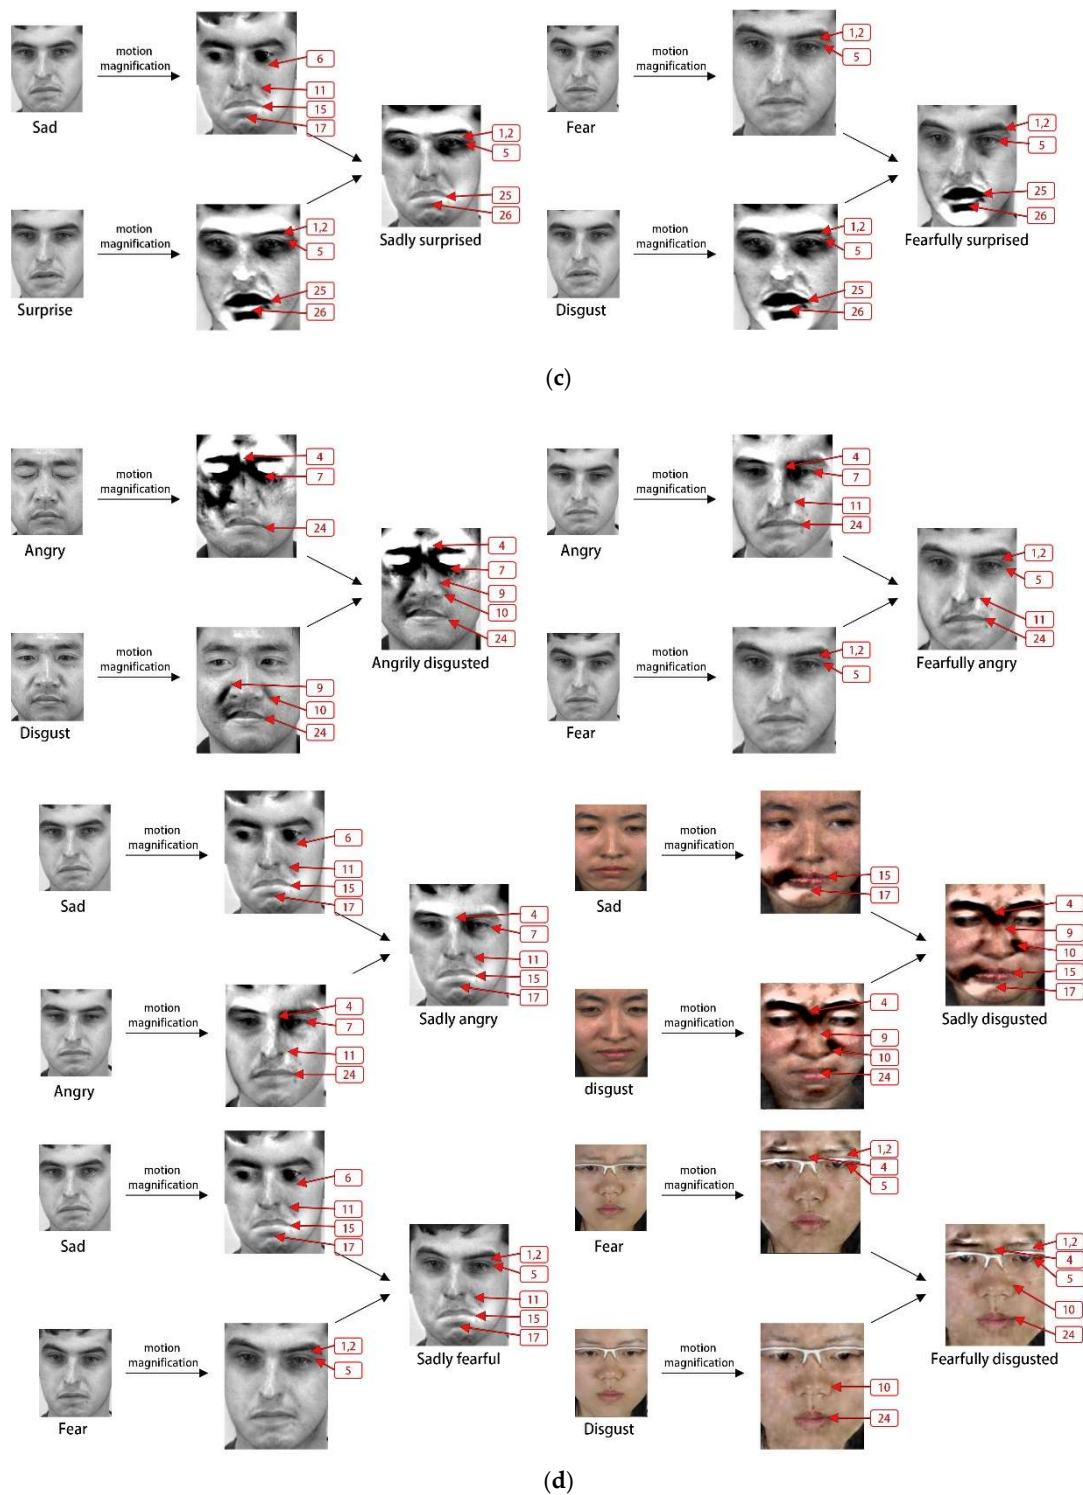 Sad
motion
magnification
6
11
15
17
Surprise
motion
magnification
1,2
5
25
26
1,2
5
25
26
Sadly surprised
Fear
motion
magnification
1,2
5
Disgust
motion
magnification
1,2
5
25
26
1,2
5
25
26
Fearfully surprised
(c)
Angry
motion
magnification
4
7
24
Disgust
motion
magnification
9
10
24
4
7
9
10
24
Angrily disgusted
Angry
motion
magnification
4
7
11
24
Fear
motion
magnification
1,2
5
1,2
5
11
24
Fearfully angry
Sad
motion
magnification
6
11
15
17
Angry
motion
magnification
4
7
11
24
4
7
11
15
17
Sadly angry
Sad
motion
magnification
15
17
disgust
motion
magnification
4
9
10
24
4
9
10
15
17
Sadly disgusted
Sad
motion
magnification
6
11
15
17
Fear
motion
magnification
1,2
5
1,2
5
11
15
17
Sadly fearful
Fear
motion
magnification
1,2
4
5
Disgust
motion
magnification
10
24
1,2
4
5
10
24
Fearfully disgusted
(d)